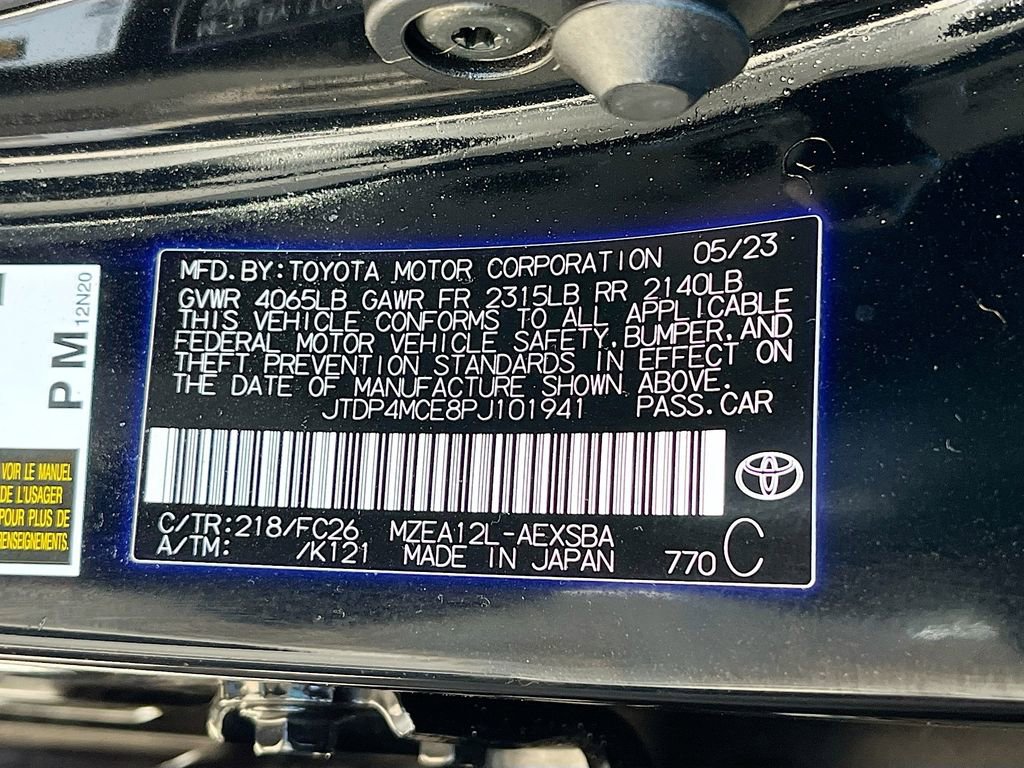 MFD. BY: TOYOTA MOTOR CORPORATION 05/23
GVWR 4065LB GAWR FR 2315LB RR 2140LB
THIS VEHICLE CONFORMS TO ALL APPLICABLE
FEDERAL MOTOR VEHICLE SAFETY, BUMPER, AND
THEFT PREVENTION STANDARDS IN EFFECT ON
THE DATE OF MANUFACTURE SHOWN ABOVE.
JTDP4MCE8PJ101941 PASS. CAR
C/TR: 218/FC26 MZEA12L-AEXSBA
A/TM: /K121 MADE IN JAPAN 770 C
PM 12N20
VOIR LE MANUEL
DE L'USAGER
POUR PLUS DE
RENSEIGNEMENTS.